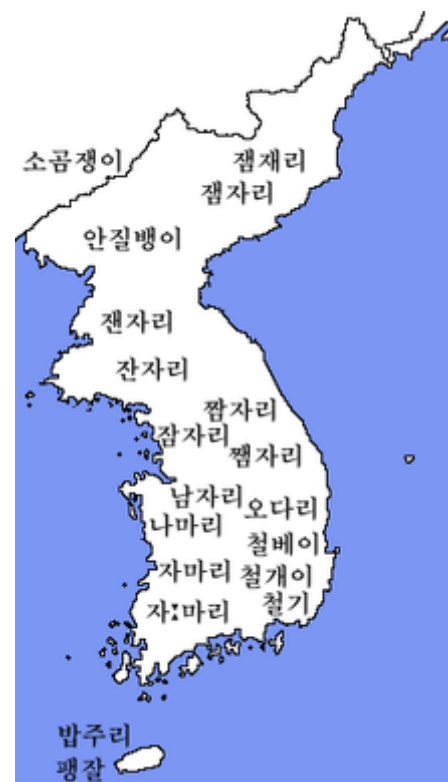 소곰쟁이
잼재리
잼자리
안질뱅이
잰자리
잔자리
짬자리
잠자리
쨈자리
남자리
오다리
나마리
철베이
자마리
철개이
자ː마리
철기
밥주리
팽잘